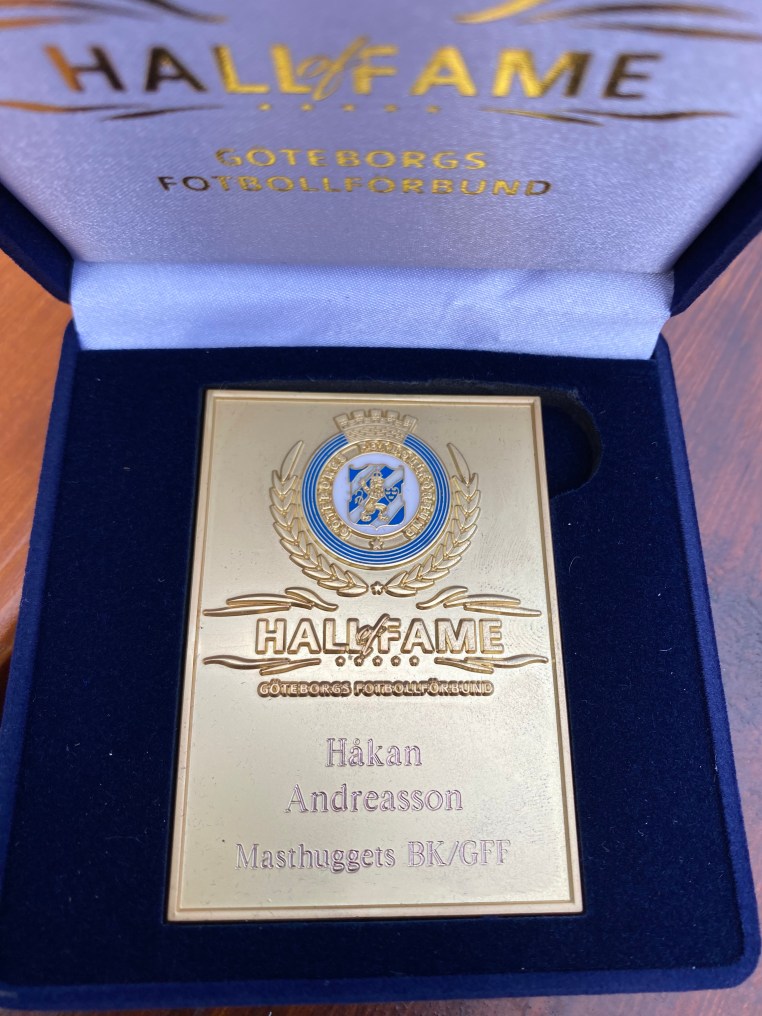 HALL of FAME
GÖTEBORGS
FOTBOLLFÖRBUND
HALL of FAME
GÖTEBORGS FOTBOLLFÖRBUND
Håkan
Andreasson
Masthuggets BK/GFF